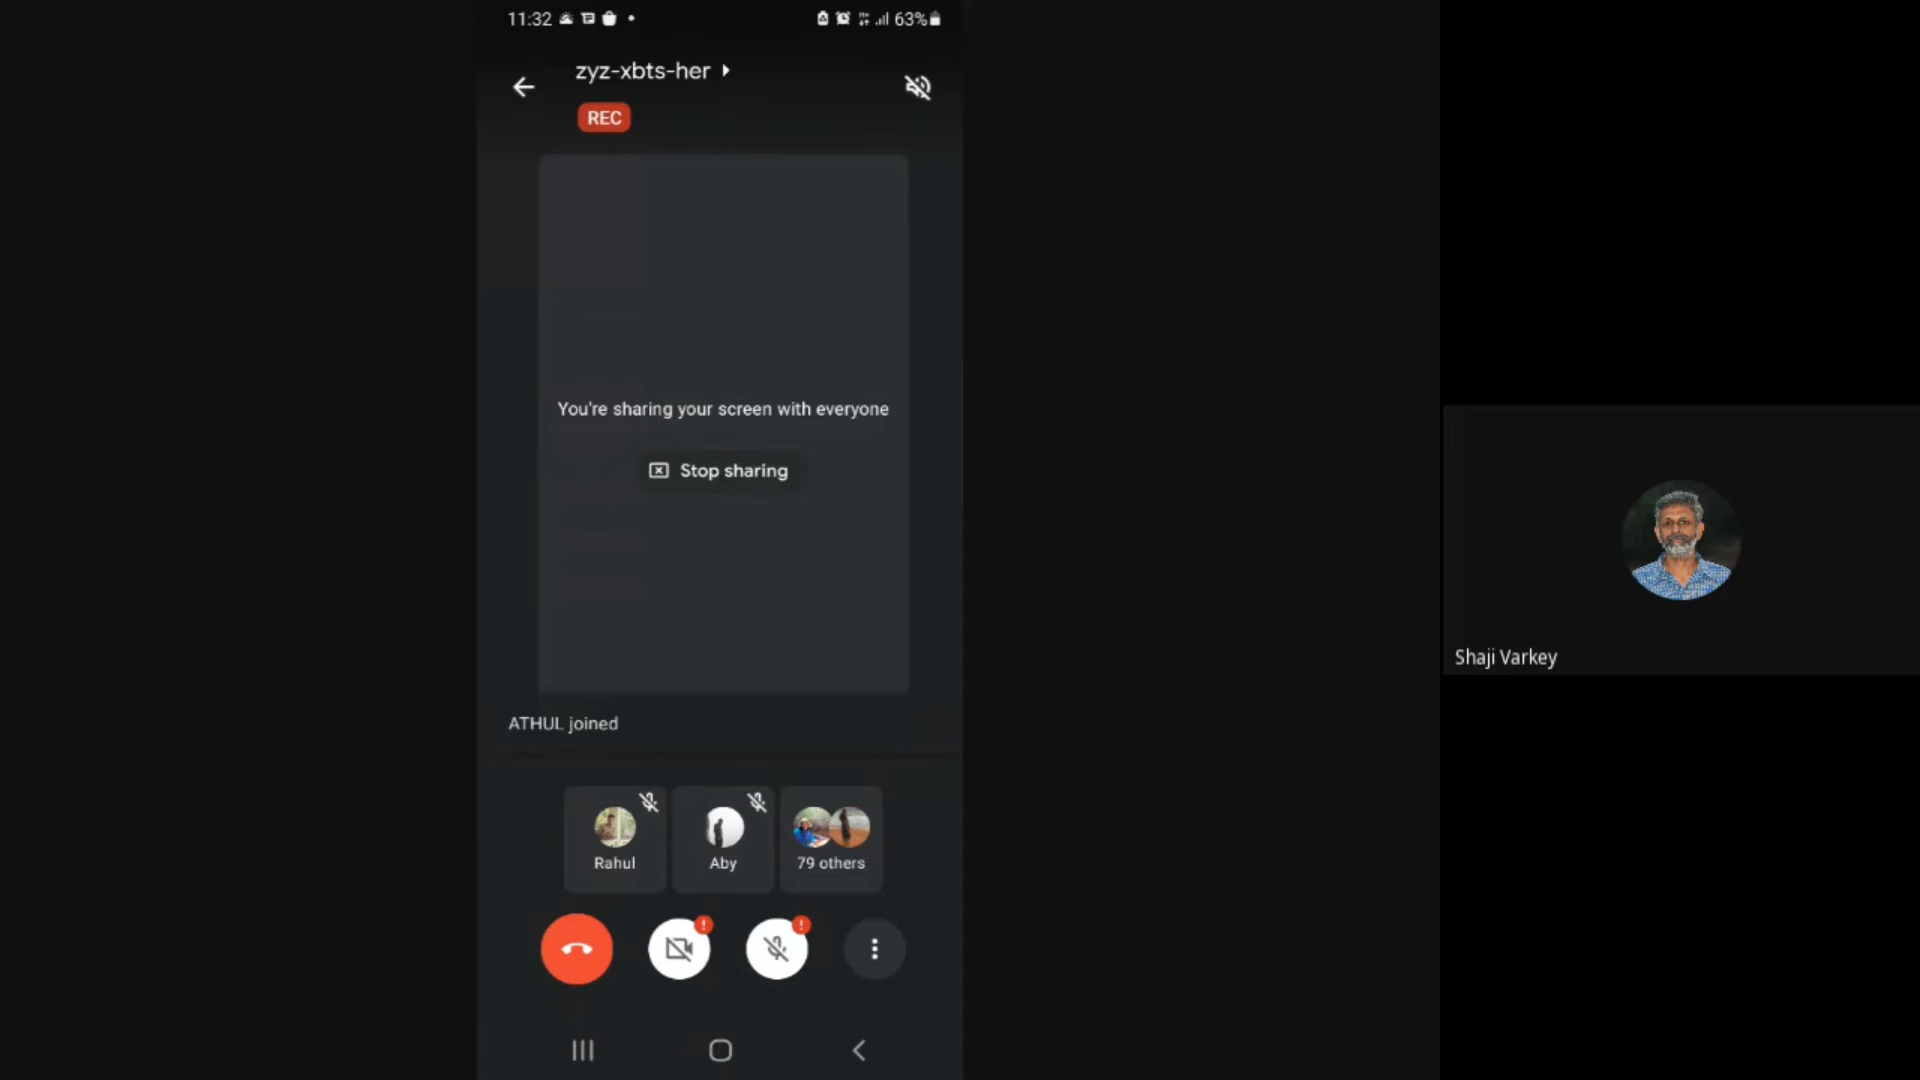 11:32
63%
zyz-xbts-her
REC
You're sharing your screen with everyone
Stop sharing
ATHUL joined
Rahul
Aby
79 others
Shaji Varkey